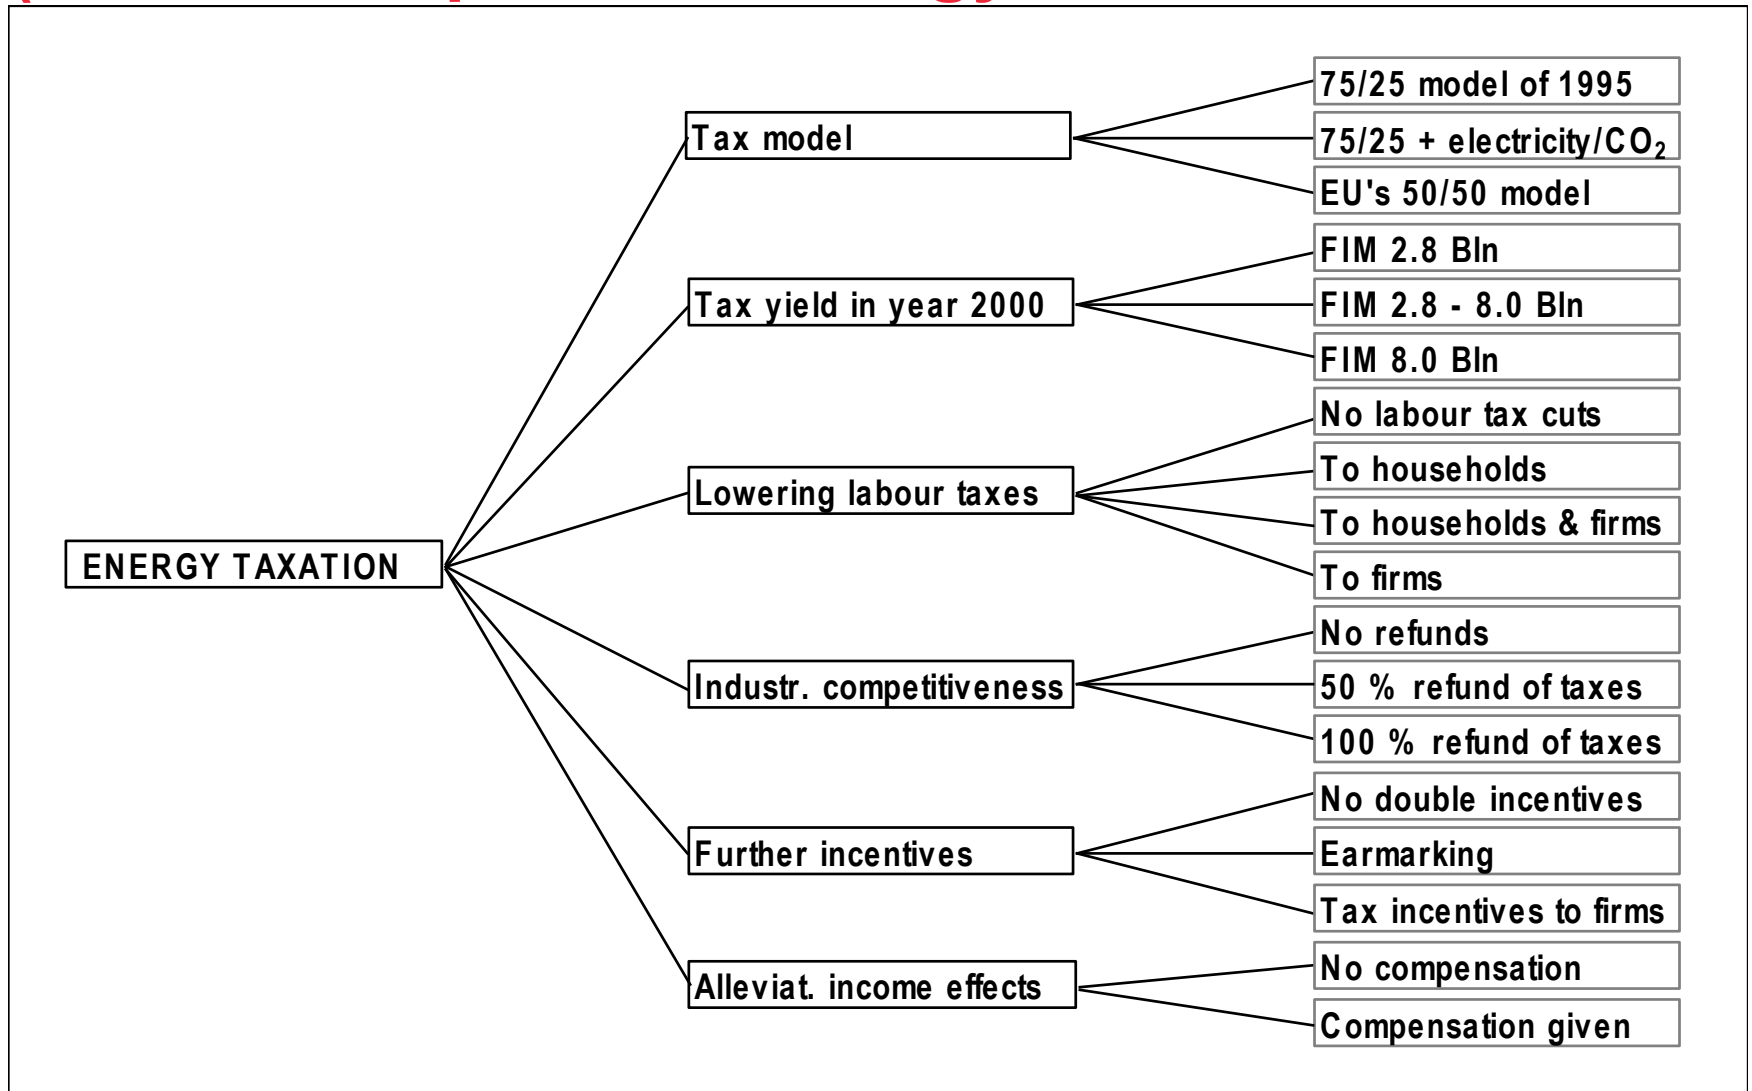 Tax model
75/25 model of 1995
75/25 + electricity/CO₂
EU's 50/50 model
Tax yield in year 2000
FIM 2.8 Bln
FIM 2.8 - 8.0 Bln
FIM 8.0 Bln
Lowering labour taxes
No labour tax cuts
To households
To households & firms
To firms
ENERGY TAXATION
Industr. competitiveness
No refunds
50 % refund of taxes
100 % refund of taxes
Further incentives
No double incentives
Earmarking
Tax incentives to firms
Alleviat. income effects
No compensation
Compensation given